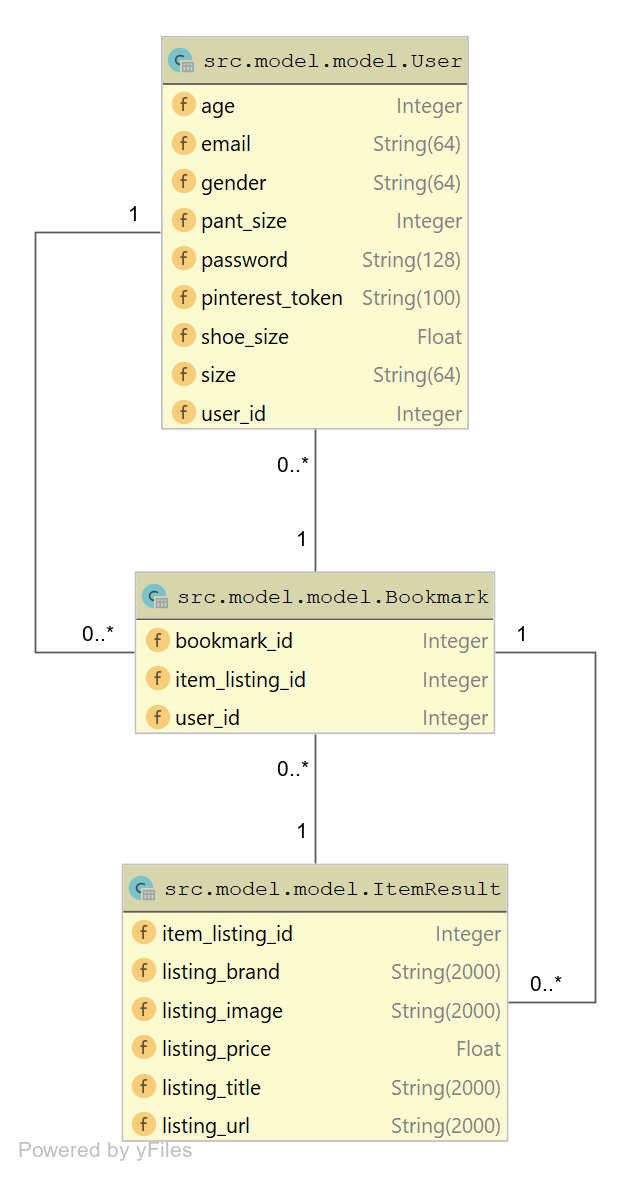 src.model.model.User
age Integer
email String(64)
gender String(64)
pant_size Integer
password String(128)
pinterest_token String(100)
shoe_size Float
size String(64)
user_id Integer
1
0..*
1
0..*
src.model.model.Bookmark
bookmark_id Integer
item_listing_id Integer
user_id Integer
1
0..*
1
0..*
src.model.model.ItemResult
item_listing_id Integer
listing_brand String(2000)
listing_image String(2000)
listing_price Float
listing_title String(2000)
listing_url String(2000)
Powered by yFiles